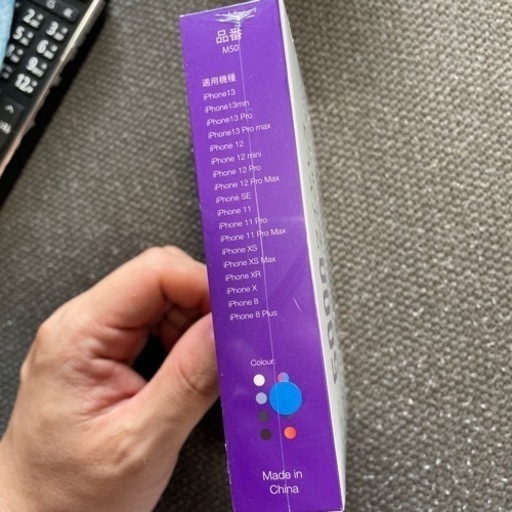 品番
M50
適用機種
iPhone13
iPhone13min
iPhone13 Pro
iPhone13 Pro max
iPhone 12
iPhone 12 mini
iPhone 12 Pro
iPhone 12 Pro Max
iPhone SE
iPhone 11
iPhone 11 Pro
iPhone 11 Pro Max
iPhone XS
iPhone XS Max
iPhone XR
iPhone X
iPhone 8
iPhone 8 Plus
Colour:
Made in
China